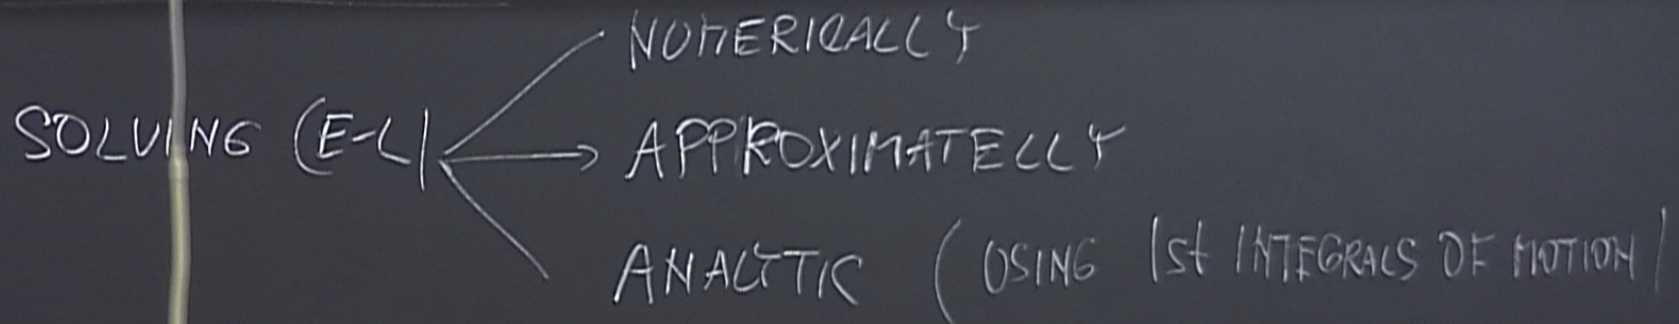 NUMERICALLY
SOLVING (E-L)
APPROXIMATELLY
ANALYTIC (USING 1st INTEGRALS OF MOTION)